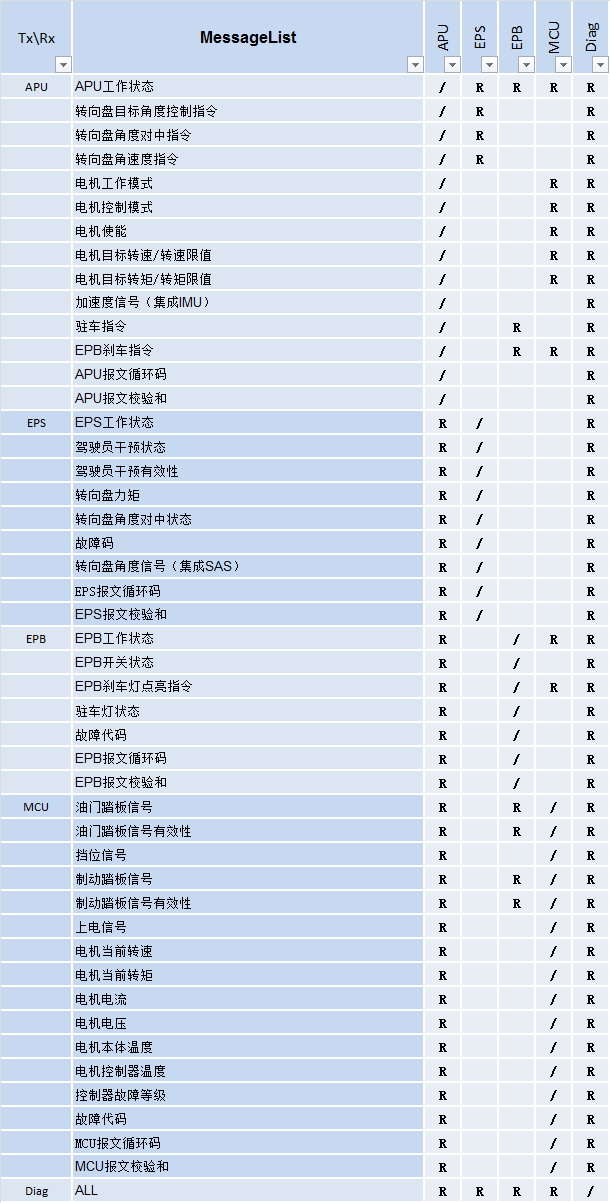 Tx\Rx MessageList APU EPS EPB MCU Diag
APU APU工作状态 / R R R R
转向盘目标角度控制指令 / R R
转向盘角度对中指令 / R R
转向盘角速度指令 / R R
电机工作模式 / R R
电机控制模式 / R R
电机使能 / R R
电机目标转速/转速限值 / R R
电机目标转矩/转矩限值 / R R
加速度信号（集成IMU） / R
驻车指令 / R R
EPB刹车指令 / R R R
APU报文循环码 / R
APU报文校验和 / R
EPS EPS工作状态 R / R
驾驶员干预状态 R / R
驾驶员干预有效性 R / R
转向盘力矩 R / R
转向盘角度对中状态 R / R
故障码 R / R
转向盘角度信号（集成SAS） R / R
EPS报文循环码 R / R
EPS报文校验和 R / R
EPB EPB工作状态 R / R R
EPB开关状态 R / R
EPB刹车灯点亮指令 R / R R
驻车灯状态 R / R
故障代码 R / R
EPB报文循环码 R / R
EPB报文校验和 R / R
MCU 油门踏板信号 R R / R
油门踏板信号有效性 R R / R
挡位信号 R / R
制动踏板信号 R R / R
制动踏板信号有效性 R R / R
上电信号 R / R
电机当前转速 R / R
电机当前转矩 R / R
电机电流 R / R
电机电压 R / R
电机本体温度 R / R
电机控制器温度 R / R
控制器故障等级 R / R
故障代码 R / R
MCU报文循环码 R / R
MCU报文校验和 R / R
Diag ALL R R R R /